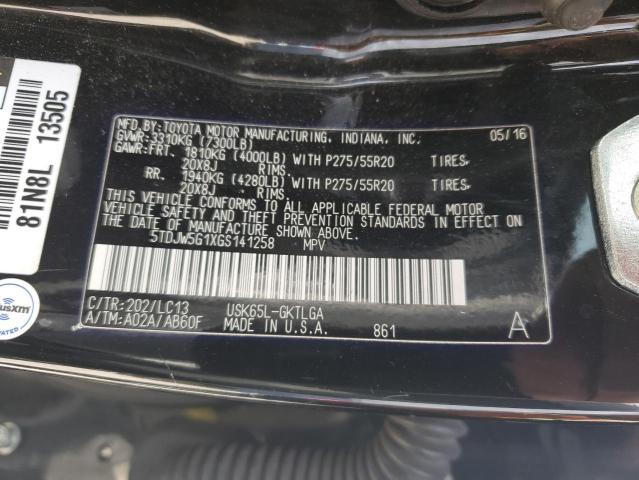 81N8L 13505
MFD.BY:TOYOTA MOTOR MANUFACTURING, INDIANA, INC. 05/16
GVWR:3310KG (7300LB)
GAWR:FRT. 1810KG (4000LB) WITH P275/55R20 TIRES,
20X8J RIMS,
RR. 1940KG (4280LB) WITH P275/55R20 TIRES,
20X8J RIMS.
THIS VEHICLE CONFORMS TO ALL APPLICABLE FEDERAL MOTOR
VEHICLE SAFETY AND THEFT PREVENTION STANDARDS IN EFFECT ON
THE DATE OF MANUFACTURE SHOWN ABOVE.
5TDJW5G1XGS141258 MPV
C/TR:202/LC13 USK65L-GKTLGA
A/TM:A02A/AB60F MADE IN U.S.A. 861 A